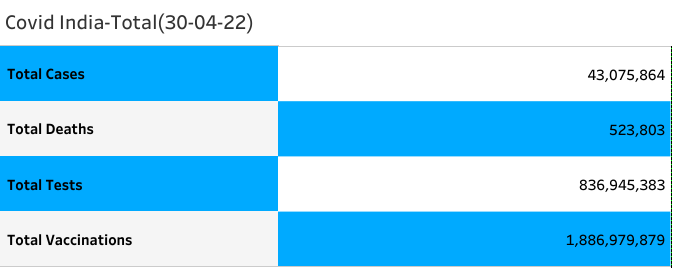 Covid India-Total(30-04-22)
Total Cases 43,075,864
Total Deaths 523,803
Total Tests 836,945,383
Total Vaccinations 1,886,979,879